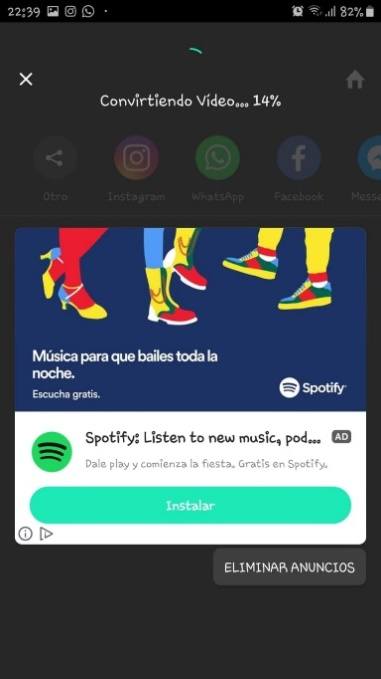 22:39
82%
Convirtiendo Vídeo... 14%
Otro
Instagram
WhatsApp
Facebook
Messe
Música para que bailes toda la
noche.
Escucha gratis.
Spotify
Spotify: Listen to new music, pod...
AD
Dale play y comienza la fiesta. Gratis en Spotify.
Instalar
ELIMINAR ANUNCIOS